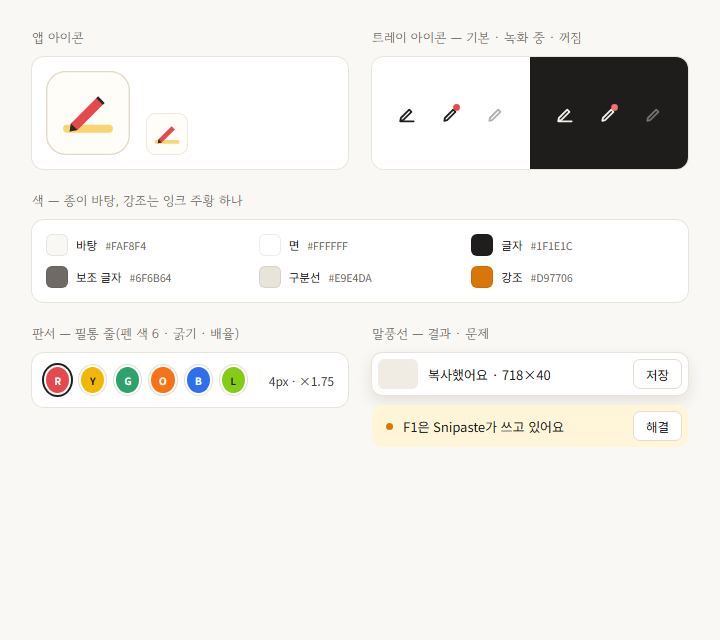 앱 아이콘
트레이 아이콘 — 기본 · 녹화 중 · 꺼짐
색 — 종이 바탕, 강조는 잉크 주황 하나
바탕 #FAF8F4
면 #FFFFFF
글자 #1F1E1C
보조 글자 #6F6B64
구분선 #E9E4DA
강조 #D97706
판서 — 필통 줄(펜 색 6 · 굵기 · 배율)
R Y G O B L 4px · ×1.75
말풍선 — 결과 · 문제
복사했어요 · 718×40 저장
F1은 Snipaste가 쓰고 있어요 해결